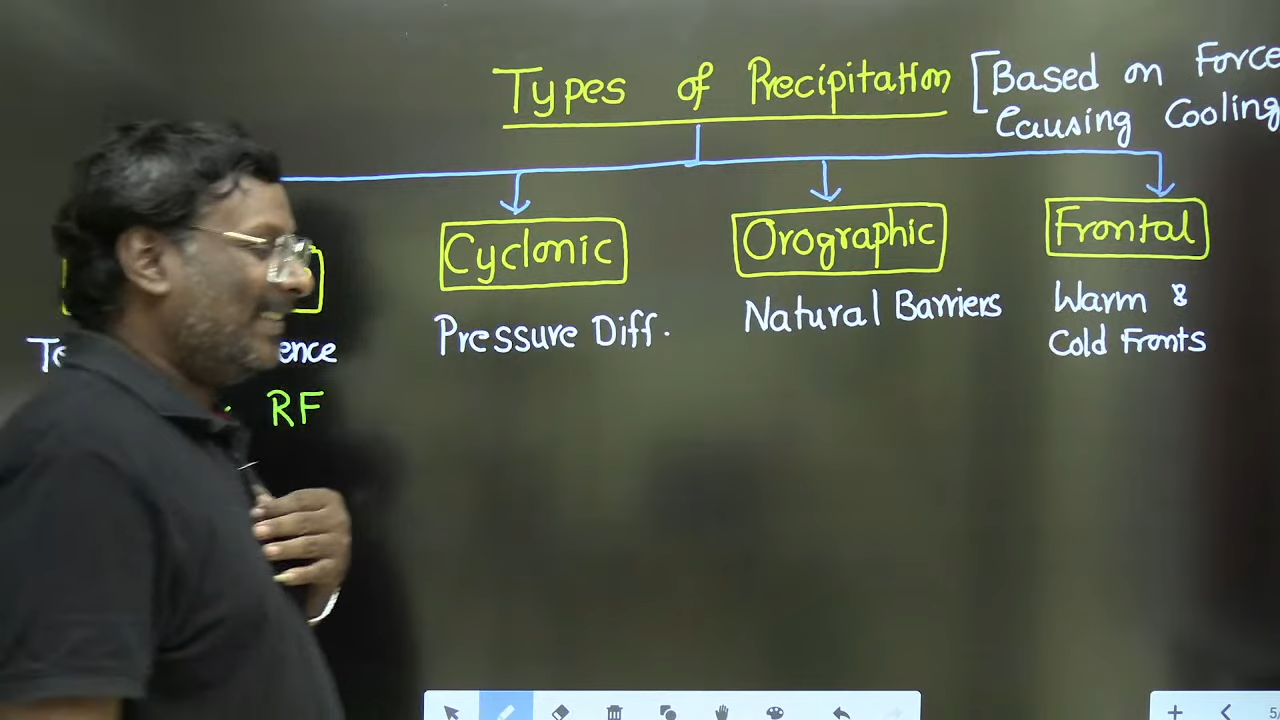 Types of Precipitation [Based on Force
Causing Cooling
Cyclonic
Orographic
Frontal
Pressure Diff.
Natural Barriers
Warm &
Cold Fronts
RF